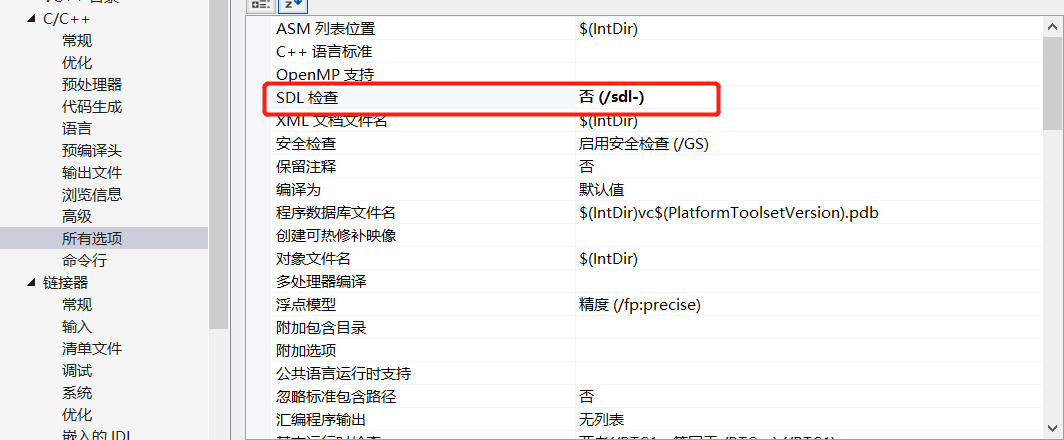 C/C++
常规
优化
预处理器
代码生成
语言
预编译头
输出文件
浏览信息
高级
所有选项
命令行
链接器
常规
输入
清单文件
调试
系统
优化
嵌入的 IDL
ASM 列表位置 $(IntDir)
C++ 语言标准
OpenMP 支持
SDL 检查 否 (/sdl-)
XML 文档文件名 $(IntDir)
安全检查 启用安全检查 (/GS)
保留注释 否
编译为 默认值
程序数据库文件名 $(IntDir)vc$(PlatformToolsetVersion).pdb
创建可热修补映像
对象文件名 $(IntDir)
多处理器编译
浮点模型 精度 (/fp:precise)
附加包含目录
附加选项
公共语言运行时支持
忽略标准包含路径 否
汇编程序输出 无列表